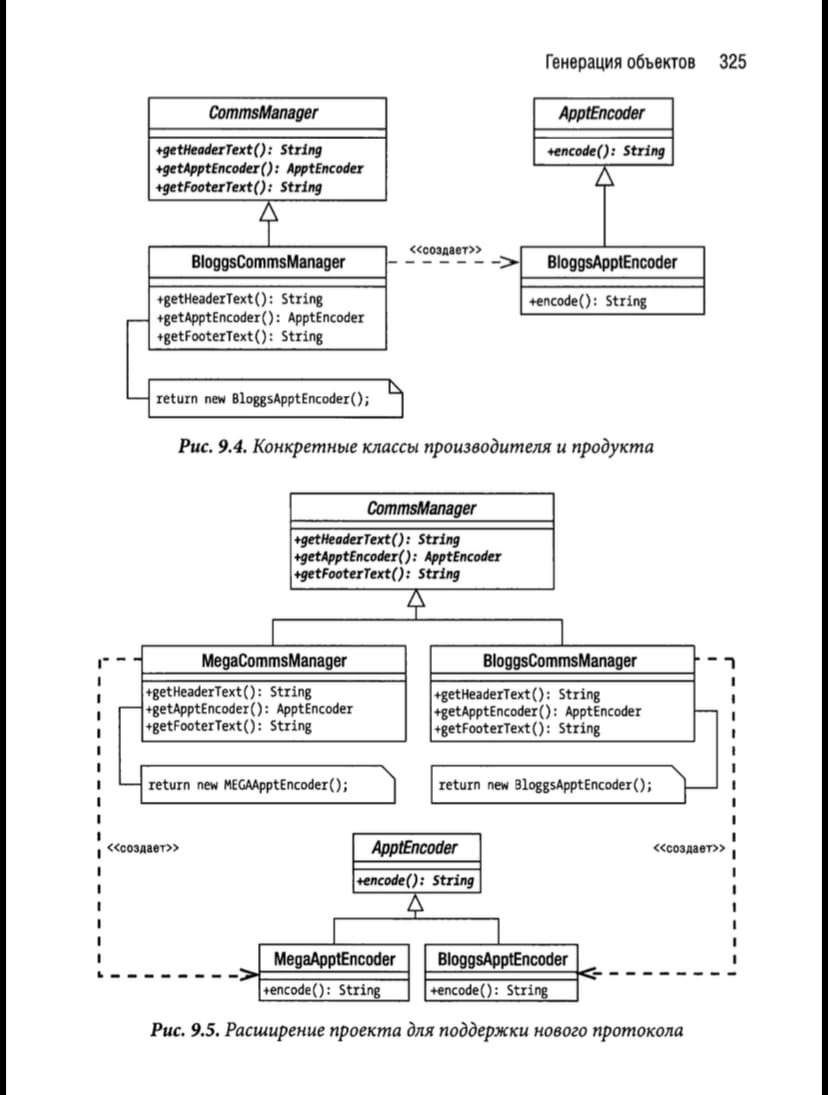 Генерация объектов 325
CommsManager
+getHeaderText(): String
+getApptEncoder(): ApptEncoder
+getFooterText(): String
ApptEncoder
+encode(): String
BloggsCommsManager
+getHeaderText(): String
+getApptEncoder(): ApptEncoder
+getFooterText(): String
<<создает>>
BloggsApptEncoder
+encode(): String
return new BloggsApptEncoder();
Рис. 9.4. Конкретные классы производителя и продукта
CommsManager
+getHeaderText(): String
+getApptEncoder(): ApptEncoder
+getFooterText(): String
MegaCommsManager
+getHeaderText(): String
+getApptEncoder(): ApptEncoder
+getFooterText(): String
BloggsCommsManager
+getHeaderText(): String
+getApptEncoder(): ApptEncoder
+getFooterText(): String
return new MEGAApptEncoder();
return new BloggsApptEncoder();
<<создает>>
ApptEncoder
+encode(): String
<<создает>>
MegaApptEncoder
+encode(): String
BloggsApptEncoder
+encode(): String
Рис. 9.5. Расширение проекта для поддержки нового протокола